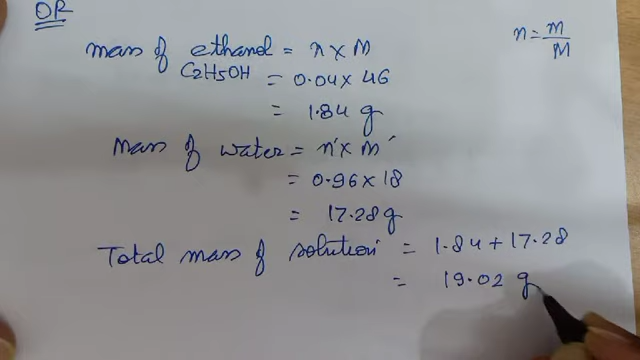 OR
mass of ethanol = n × M
n = m/M
C2H5OH = 0.04 × 46
= 1.84 g
Mass of water = n' × m'
= 0.96 × 18
= 17.28 g
Total mass of solution = 1.84 + 17.28
= 19.02 g